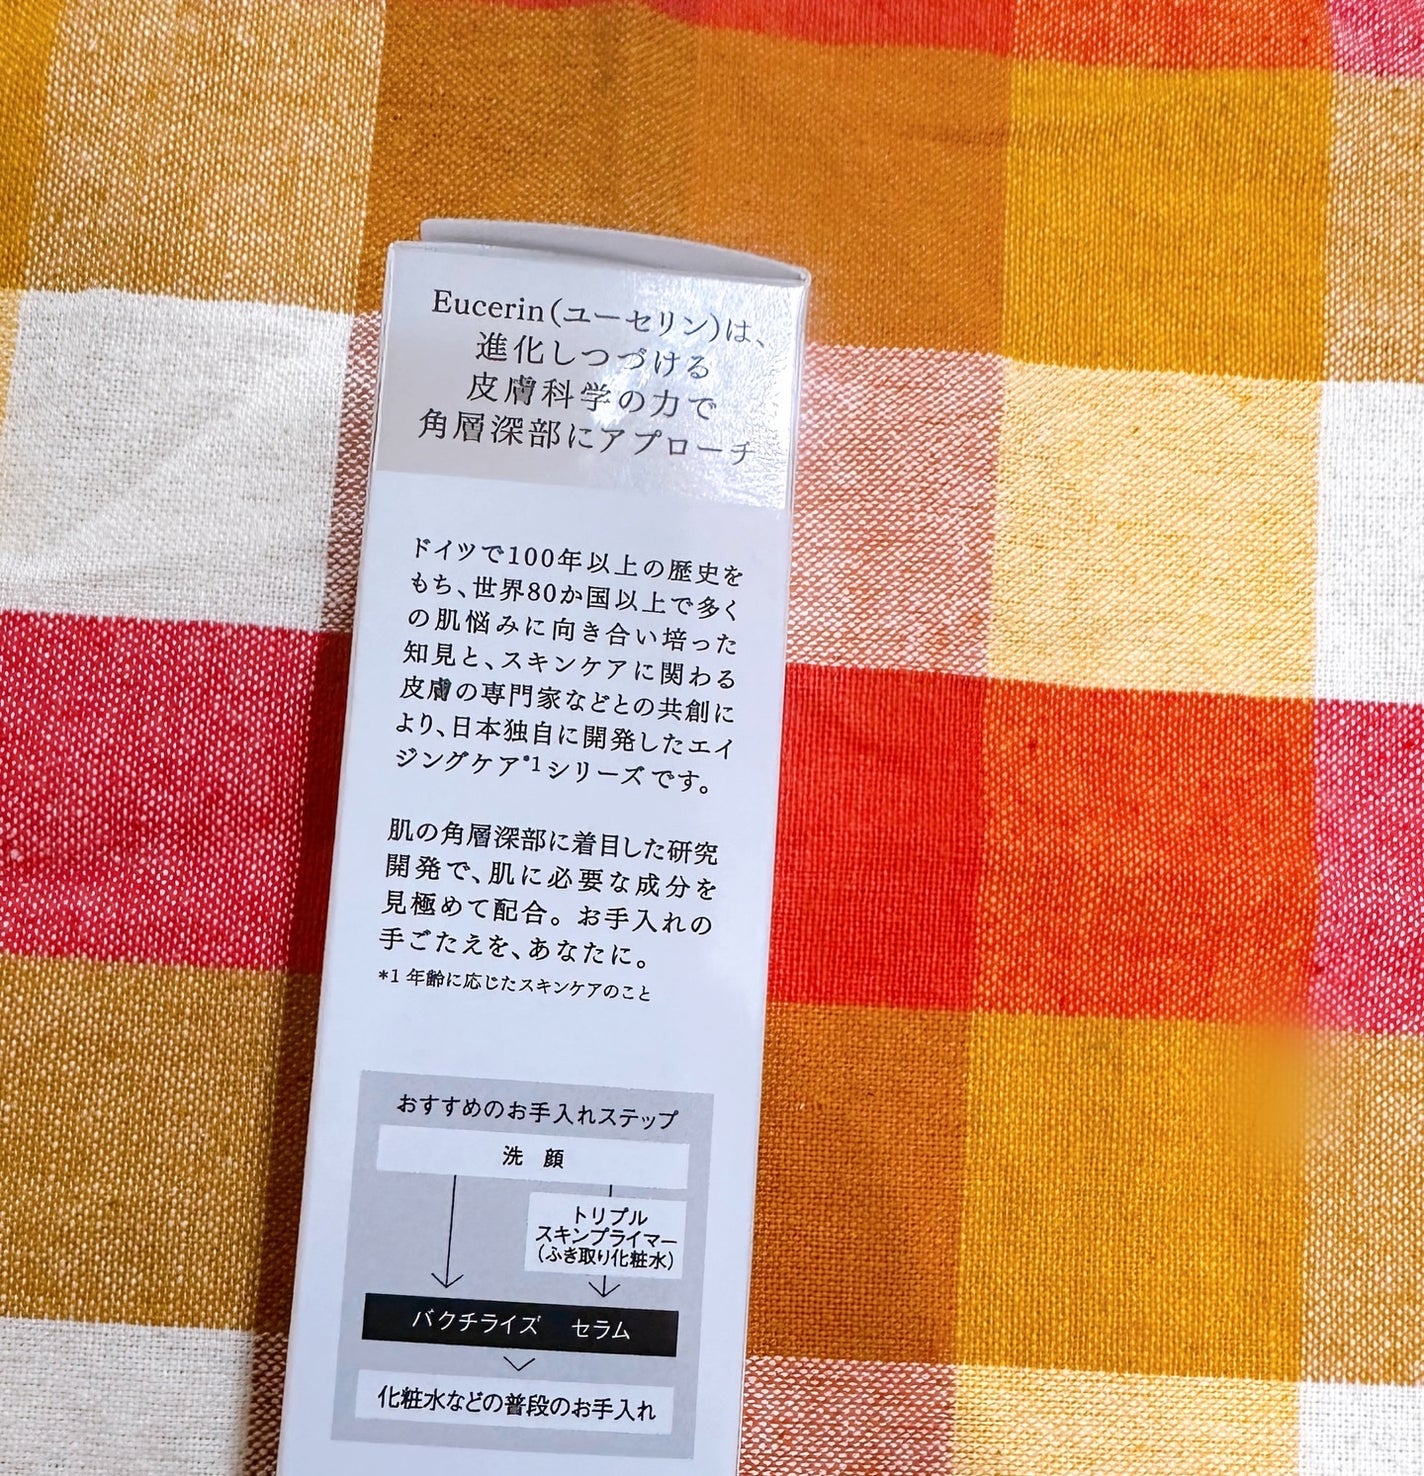 Eucerin(ユーセリン)は、
進化しつづける
皮膚科学の力で
角層深部にアプローチ
ドイツで100年以上の歴史を
もち、世界80か国以上で多く
の肌悩みに向き合い培った
知見と、スキンケアに関わる
皮膚の専門家などとの共創に
より、日本独自に開発したエイ
ジングケア*1シリーズです。
肌の角層深部に着目した研究
開発で、肌に必要な成分を
見極めて配合。お手入れの
手ごたえを、あなたに。
*1 年齢に応じたスキンケアのこと
おすすめのお手入れステップ
洗 顔
トリプル
スキンプライマー
(ふき取り化粧水)
バクチライズ セラム
化粧水などの普段のお手入れ